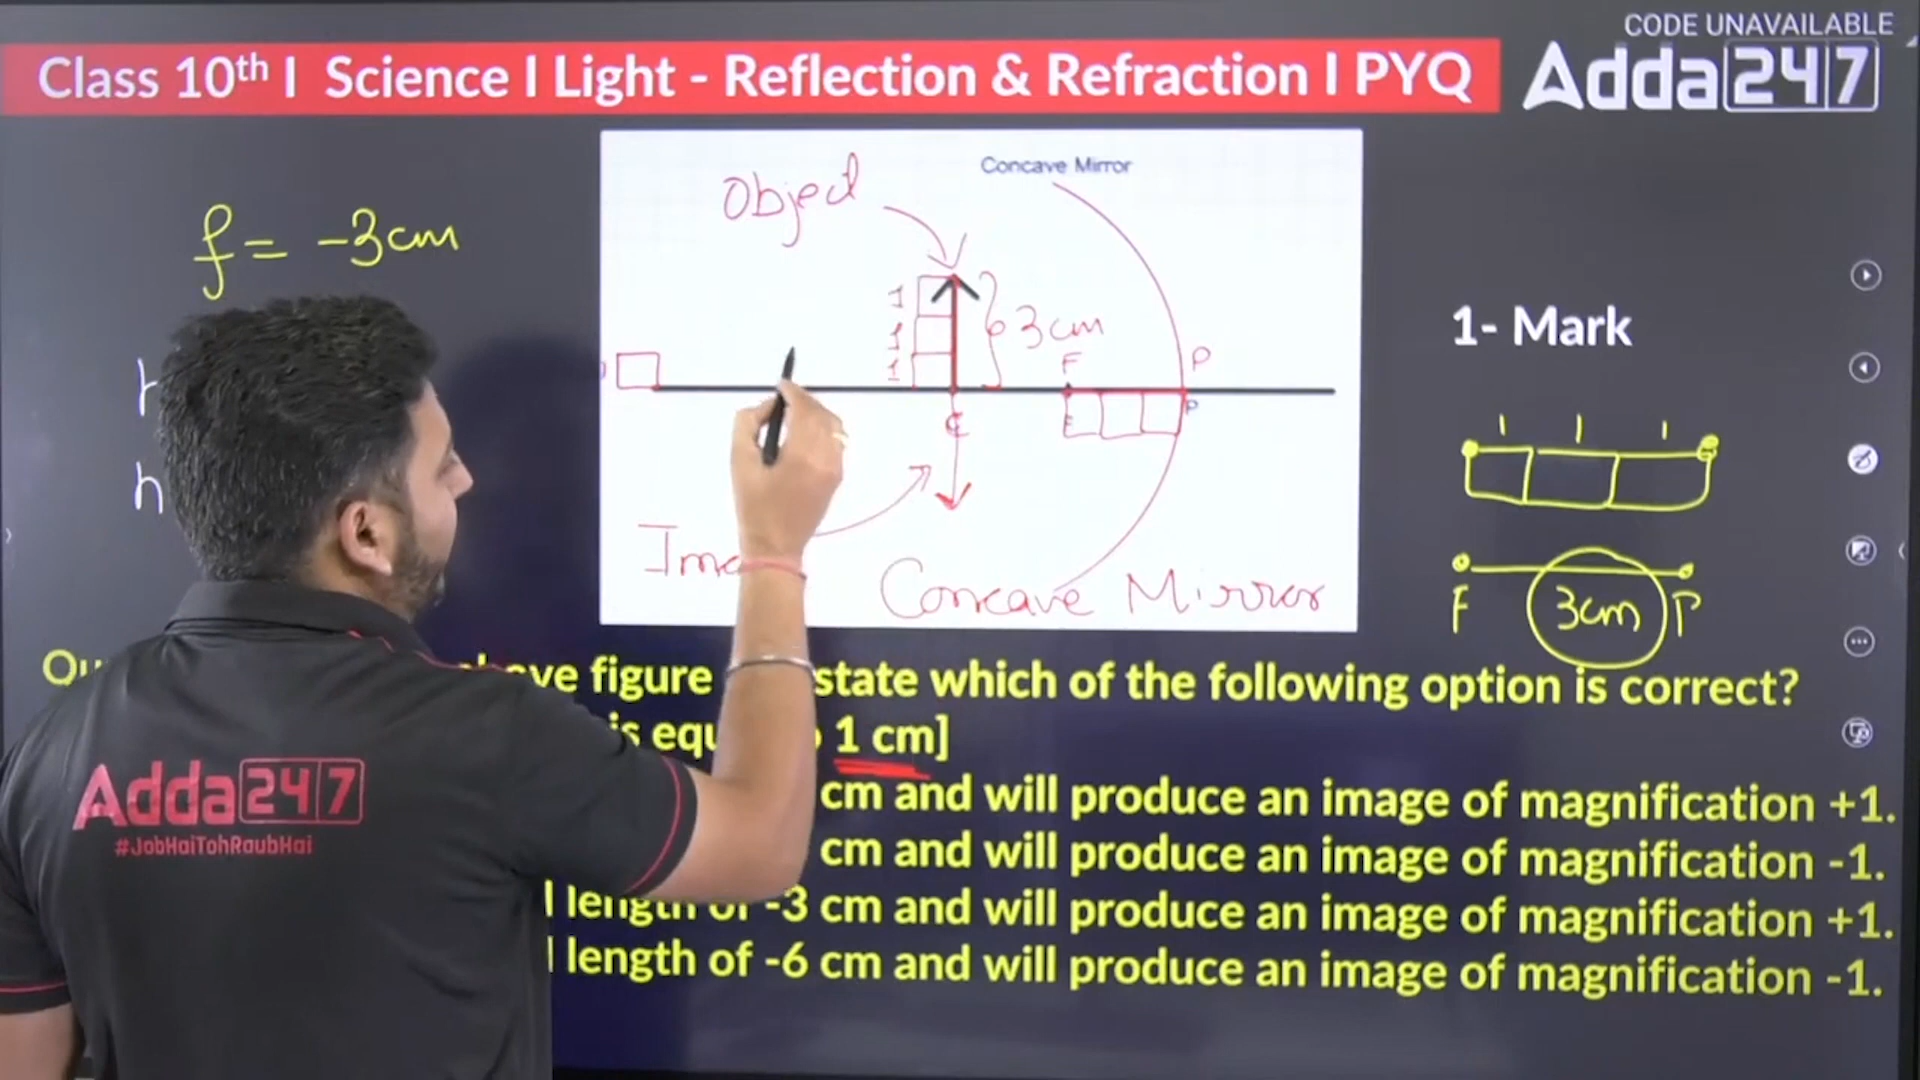 CODE UNAVAILABLE
Class 10th I Science I Light - Reflection & Refraction I PYQ
Adda247
Concave Mirror
Object
f = -3cm
1
1
1
3cm
F
P
1- Mark
h
h
C
E
P
1 1 1
Concave Mirror
F 3cm P
figure state which of the following option is correct?
is 1 cm]
cm and will produce an image of magnification +1.
cm and will produce an image of magnification -1.
length of -3 cm and will produce an image of magnification +1.
length of -6 cm and will produce an image of magnification -1.
Adda247
#JobHaiTohRaubHai